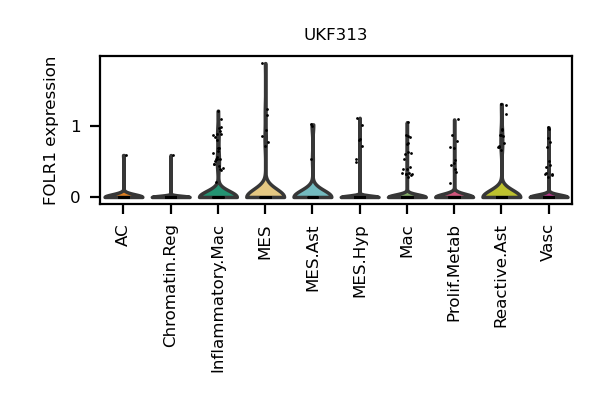 UKF313
FOLR1 expression
1
0
AC
Chromatin.Reg
Inflammatory.Mac
MES
MES.Ast
MES.Hyp
Mac
Prolif.Metab
Reactive.Ast
Vasc